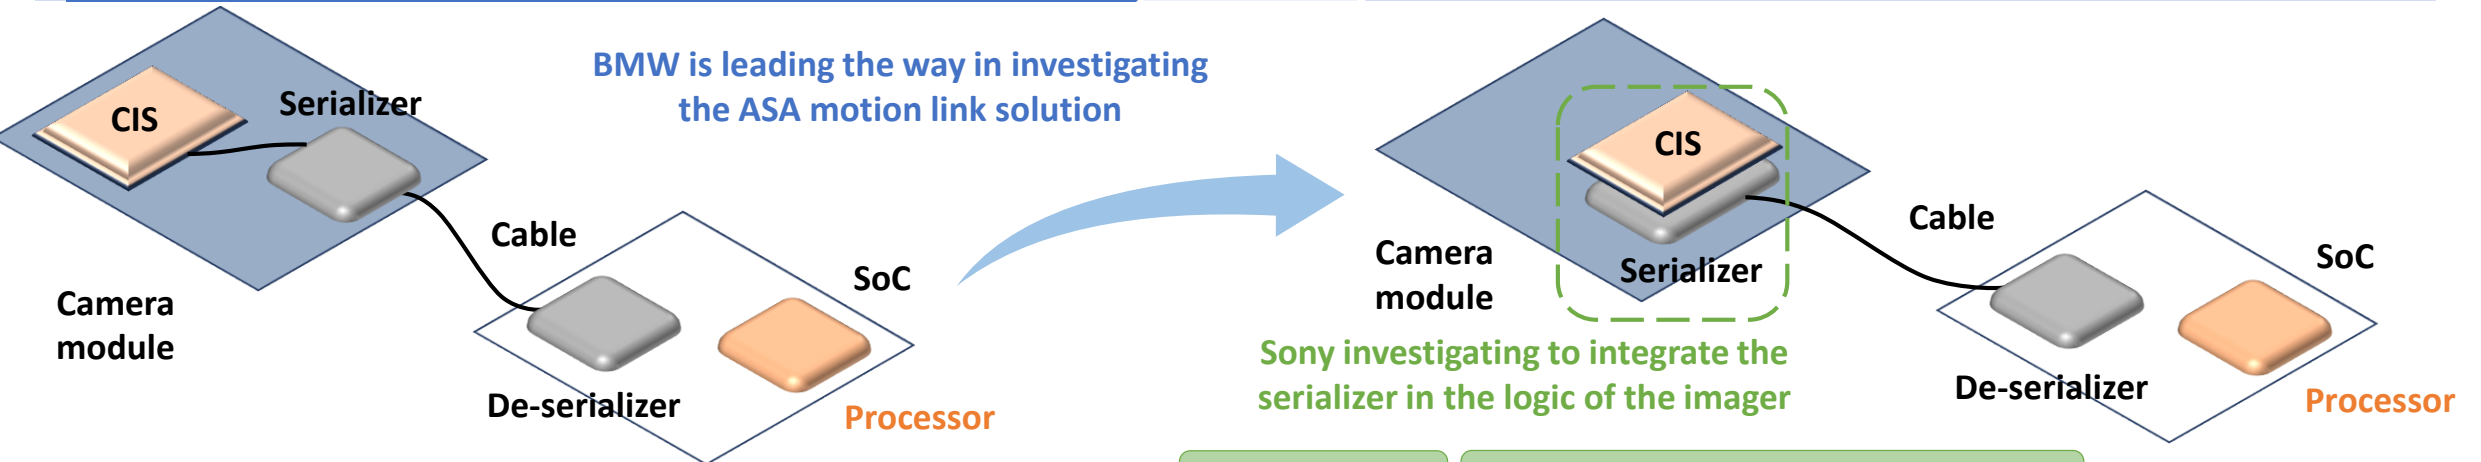 BMW is leading the way in investigating
the ASA motion link solution
CIS
Serializer
Cable
Camera
module
SoC
De-serializer
Processor
CIS
Serializer
Camera
module
Cable
SoC
De-serializer
Processor
Sony investigating to integrate the
serializer in the logic of the imager